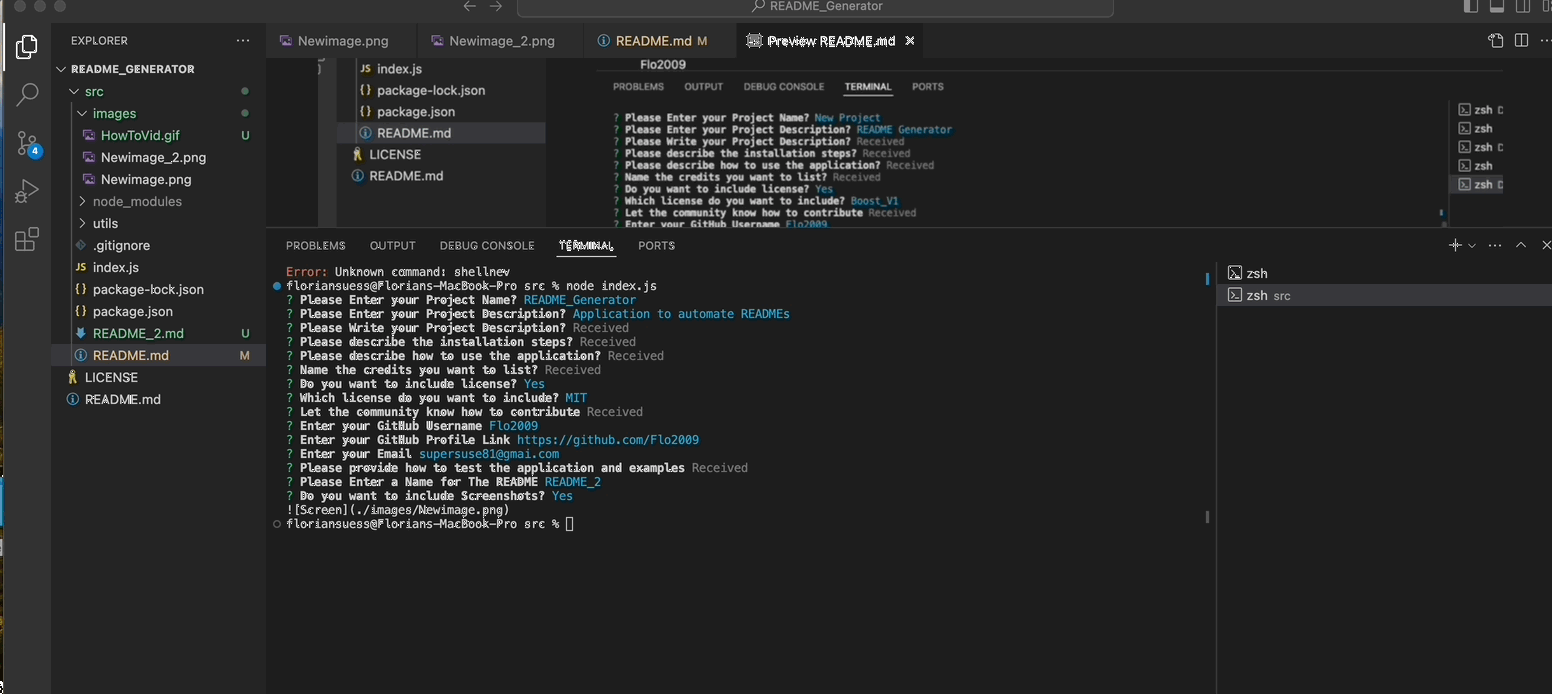 README_Generator
EXPLORER
README_GENERATOR
src
images
HowToVid.gif U
Newimage_2.png
Newimage.png
node_modules
utils
.gitignore
index.js
package-lock.json
package.json
README_2.md U
README.md M
LICENSE
README.md
4
Newimage.png
Newimage_2.png
README.md M
Preview README.md
index.js
package-lock.json
package.json
README.md
LICENSE
README.md
Flo2009
PROBLEMS OUTPUT DEBUG CONSOLE TERMINAL PORTS
? Please Enter your Project Name? New Project
? Please Enter your Project Description? README Generator
? Please Write your Project Description? Received
? Please describe the installation steps? Received
? Please describe how to use the application? Received
? Name the credits you want to list? Received
? Do you want to include license? Yes
? Which license do you want to include? Boost_V1
? Let the community know how to contribute Received
? Enter your GitHub Username Flo2009
zsh
zsh
zsh
zsh
zsh
PROBLEMS OUTPUT DEBUG CONSOLE TERMINAL PORTS
Error: Unknown command: shellnev
floriansuess@Florians-MacBook-Pro src % node index.js
? Please Enter your Project Name? README_Generator
? Please Enter your Project Description? Application to automate READMEs
? Please Write your Project Description? Received
? Please describe the installation steps? Received
? Please describe how to use the application? Received
? Name the credits you want to list? Received
? Do you want to include license? Yes
? Which license do you want to include? MIT
? Let the community know how to contribute Received
? Enter your GitHub Username Flo2009
? Enter your GitHub Profile Link https://github.com/Flo2009
? Enter your Email supersuse81@gmai.com
? Please provide how to test the application and examples Received
? Please Enter a Name for The README README_2
? Do you want to include Screenshots? Yes
![Screen](./images/Newimage.png)
floriansuess@Florians-MacBook-Pro src %
zsh
zsh src